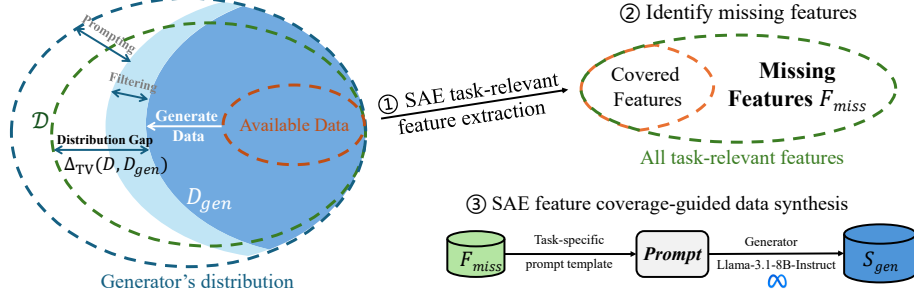 Prompting
Filtering
𝒟
Distribution Gap
Δ_TV(D, D_gen)
Generate
Data
Available Data
D_gen
Generator's distribution
① SAE task-relevant
feature extraction
② Identify missing features
Covered
Features
Missing
Features F_miss
All task-relevant features
③ SAE feature coverage-guided data synthesis
F_miss
Task-specific
prompt template
Prompt
Generator
Llama-3.1-8B-Instruct
S_gen